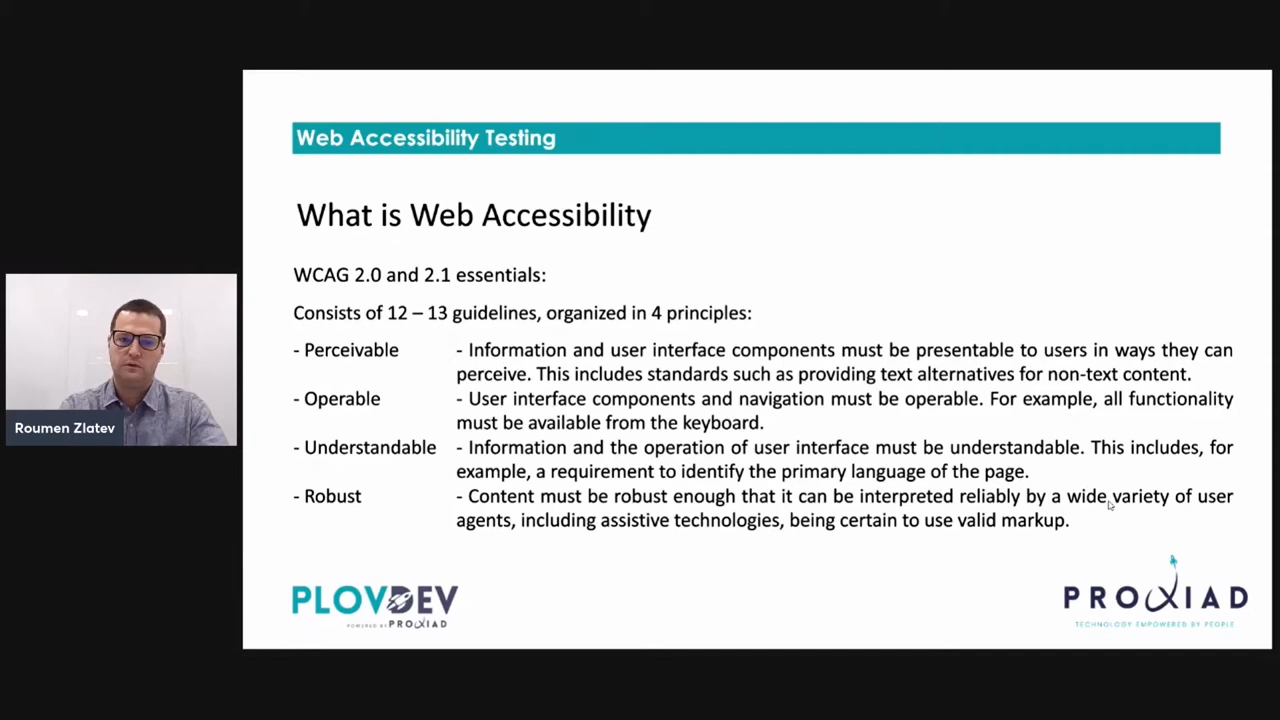 Web Accessibility Testing
What is Web Accessibility
WCAG 2.0 and 2.1 essentials:
Consists of 12 – 13 guidelines, organized in 4 principles:
- Perceivable - Information and user interface components must be presentable to users in ways they can
perceive. This includes standards such as providing text alternatives for non-text content.
- Operable - User interface components and navigation must be operable. For example, all functionality
must be available from the keyboard.
- Understandable - Information and the operation of user interface must be understandable. This includes, for
example, a requirement to identify the primary language of the page.
- Robust - Content must be robust enough that it can be interpreted reliably by a wide variety of user
agents, including assistive technologies, being certain to use valid markup.
Roumen Zlatev
PLOVDEV
POWERED BY PROXIAD
PROXIAD
TECHNOLOGY EMPOWERED BY PEOPLE